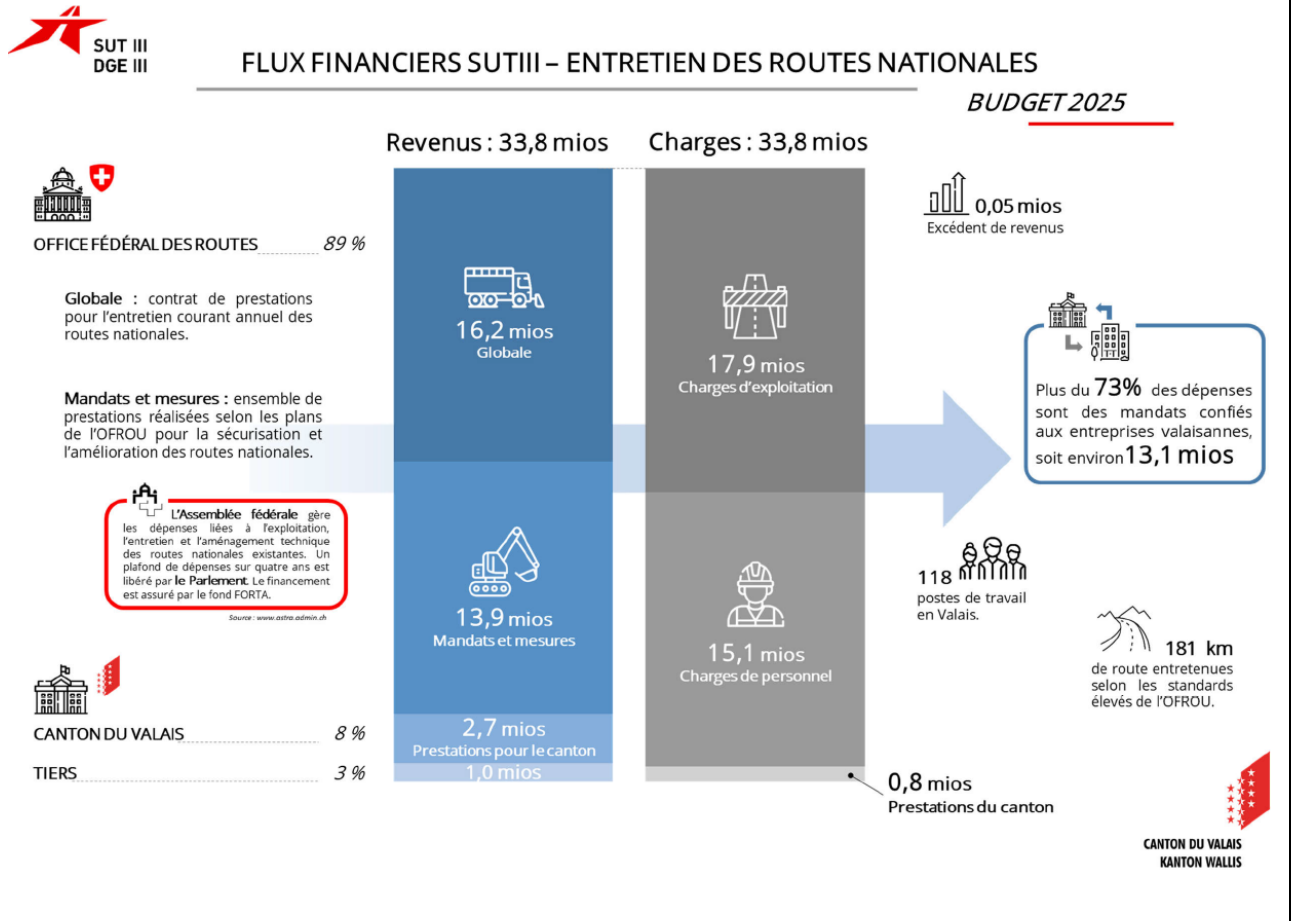 SUT III
DGE III
FLUX FINANCIERS SUTIII – ENTRETIEN DES ROUTES NATIONALES
BUDGET 2025
Revenus : 33,8 mios
Charges : 33,8 mios
OFFICE FÉDÉRAL DES ROUTES 89 %
Globale : contrat de prestations
pour l'entretien courant annuel des
routes nationales.
Mandats et mesures : ensemble de
prestations réalisées selon les plans
de l'OFROU pour la sécurisation et
l'amélioration des routes nationales.
L'Assemblée fédérale gère
les dépenses liées à l'exploitation,
l'entretien et l'aménagement technique
des routes nationales existantes. Un
plafond de dépenses sur quatre ans est
libéré par le Parlement. Le financement
est assuré par le fond FORTA.
Source : www.astra.admin.ch
CANTON DU VALAIS 8 %
TIERS 3 %
16,2 mios
Globale
13,9 mios
Mandats et mesures
2,7 mios
Prestations pour le canton
1,0 mios
17,9 mios
Charges d'exploitation
15,1 mios
Charges de personnel
0,8 mios
Prestations du canton
0,05 mios
Excédent de revenus
Plus du 73% des dépenses
sont des mandats confiés
aux entreprises valaisannes,
soit environ 13,1 mios
118
postes de travail
en Valais.
181 km
de route entretenues
selon les standards
élevés de l'OFROU.
CANTON DU VALAIS
KANTON WALLIS